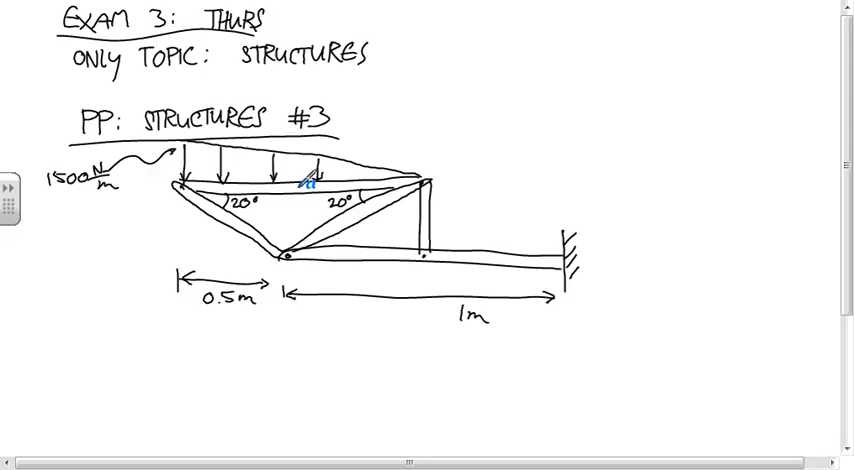 EXAM 3: THURS
ONLY TOPIC: STRUCTURES
PP: STRUCTURES #3
1500 N/m
20° 20°
0.5m
1m